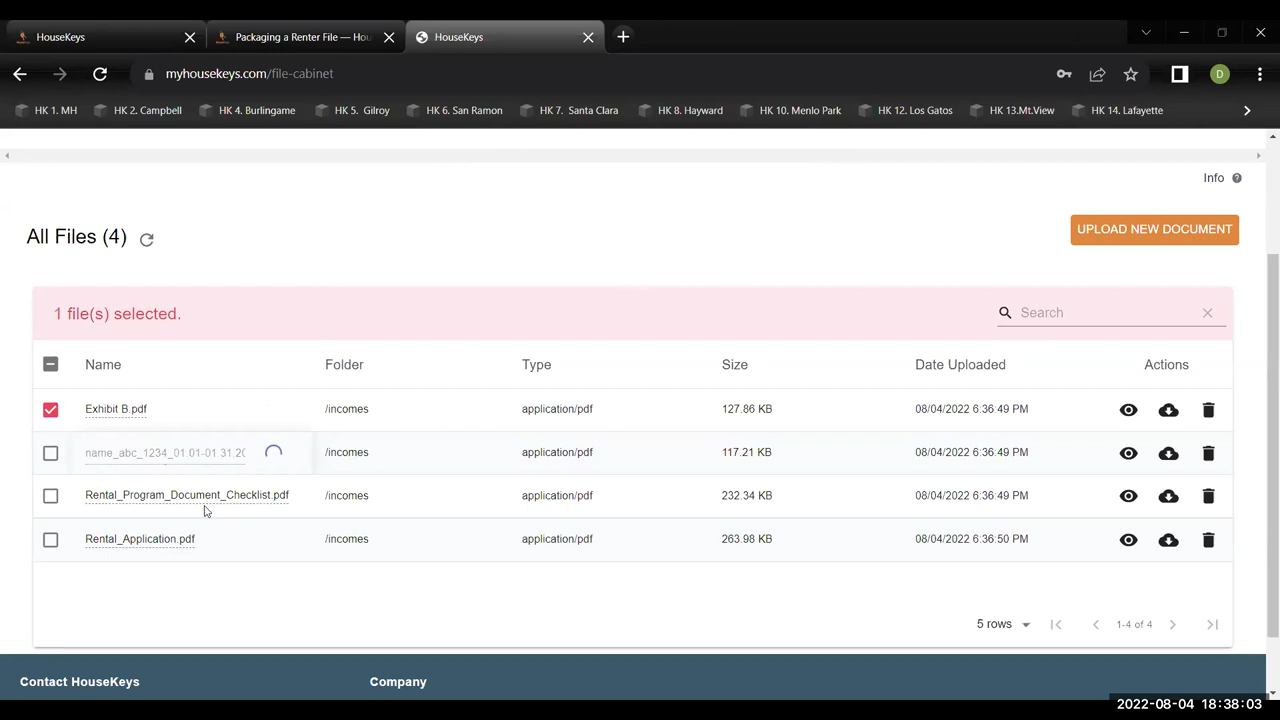 HouseKeys
Packaging a Renter File — Hou
HouseKeys
myhousekeys.com/file-cabinet
D
HK 1. MH
HK 2. Campbell
HK 4. Burlingame
HK 5. Gilroy
HK 6. San Ramon
HK 7. Santa Clara
HK 8. Hayward
HK 10. Menlo Park
HK 12. Los Gatos
HK 13.Mt.View
HK 14. Lafayette
Info
All Files (4)
UPLOAD NEW DOCUMENT
1 file(s) selected.
Search
Name Folder Type Size Date Uploaded Actions
Exhibit B.pdf /incomes application/pdf 127.86 KB 08/04/2022 6:36:49 PM
name_abc_1234_01.01-01.31.20 /incomes application/pdf 117.21 KB 08/04/2022 6:36:49 PM
Rental_Program_Document_Checklist.pdf /incomes application/pdf 232.34 KB 08/04/2022 6:36:49 PM
Rental_Application.pdf /incomes application/pdf 263.98 KB 08/04/2022 6:36:50 PM
5 rows 1-4 of 4
Contact HouseKeys Company
2022-08-04 18:38:03